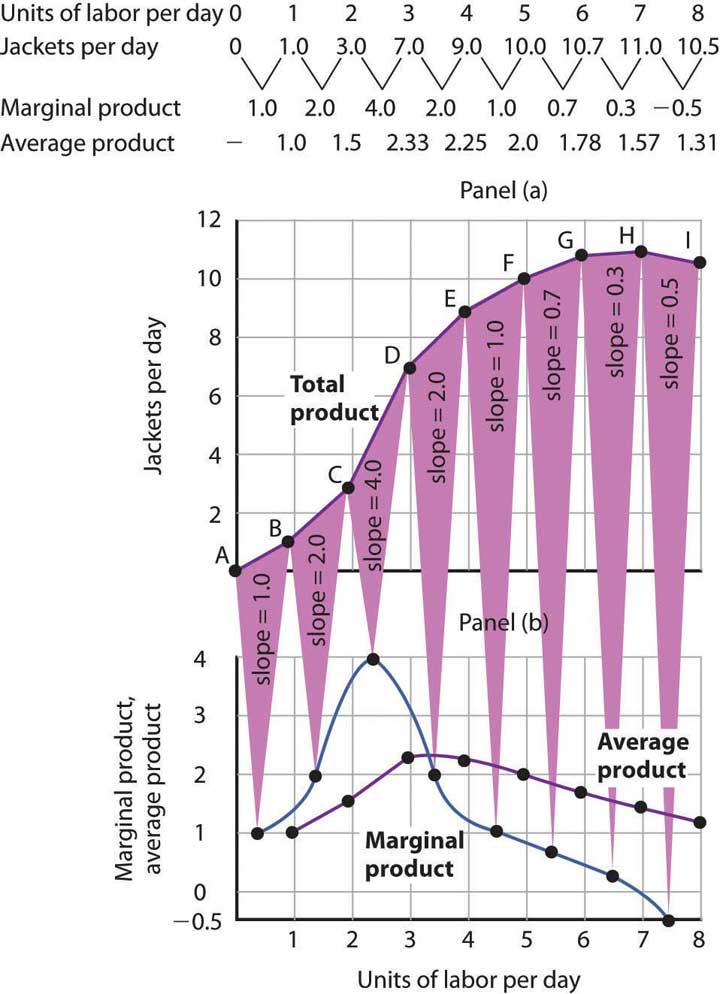 Units of labor per day 0 1 2 3 4 5 6 7 8
Jackets per day 0 1.0 3.0 7.0 9.0 10.0 10.7 11.0 10.5
Marginal product 1.0 2.0 4.0 2.0 1.0 0.7 0.3 −0.5
Average product − 1.0 1.5 2.33 2.25 2.0 1.78 1.57 1.31
Panel (a)
12
10
8
6
4
2
Jackets per day
A
B
C
D
E
F
G
H
I
Total
product
slope = 1.0
slope = 2.0
slope = 4.0
slope = 2.0
slope = 1.0
slope = 0.7
slope = 0.3
slope = 0.5
Panel (b)
4
3
2
1
0
−0.5
Marginal product,
average product
Average
product
Marginal
product
1 2 3 4 5 6 7 8
Units of labor per day